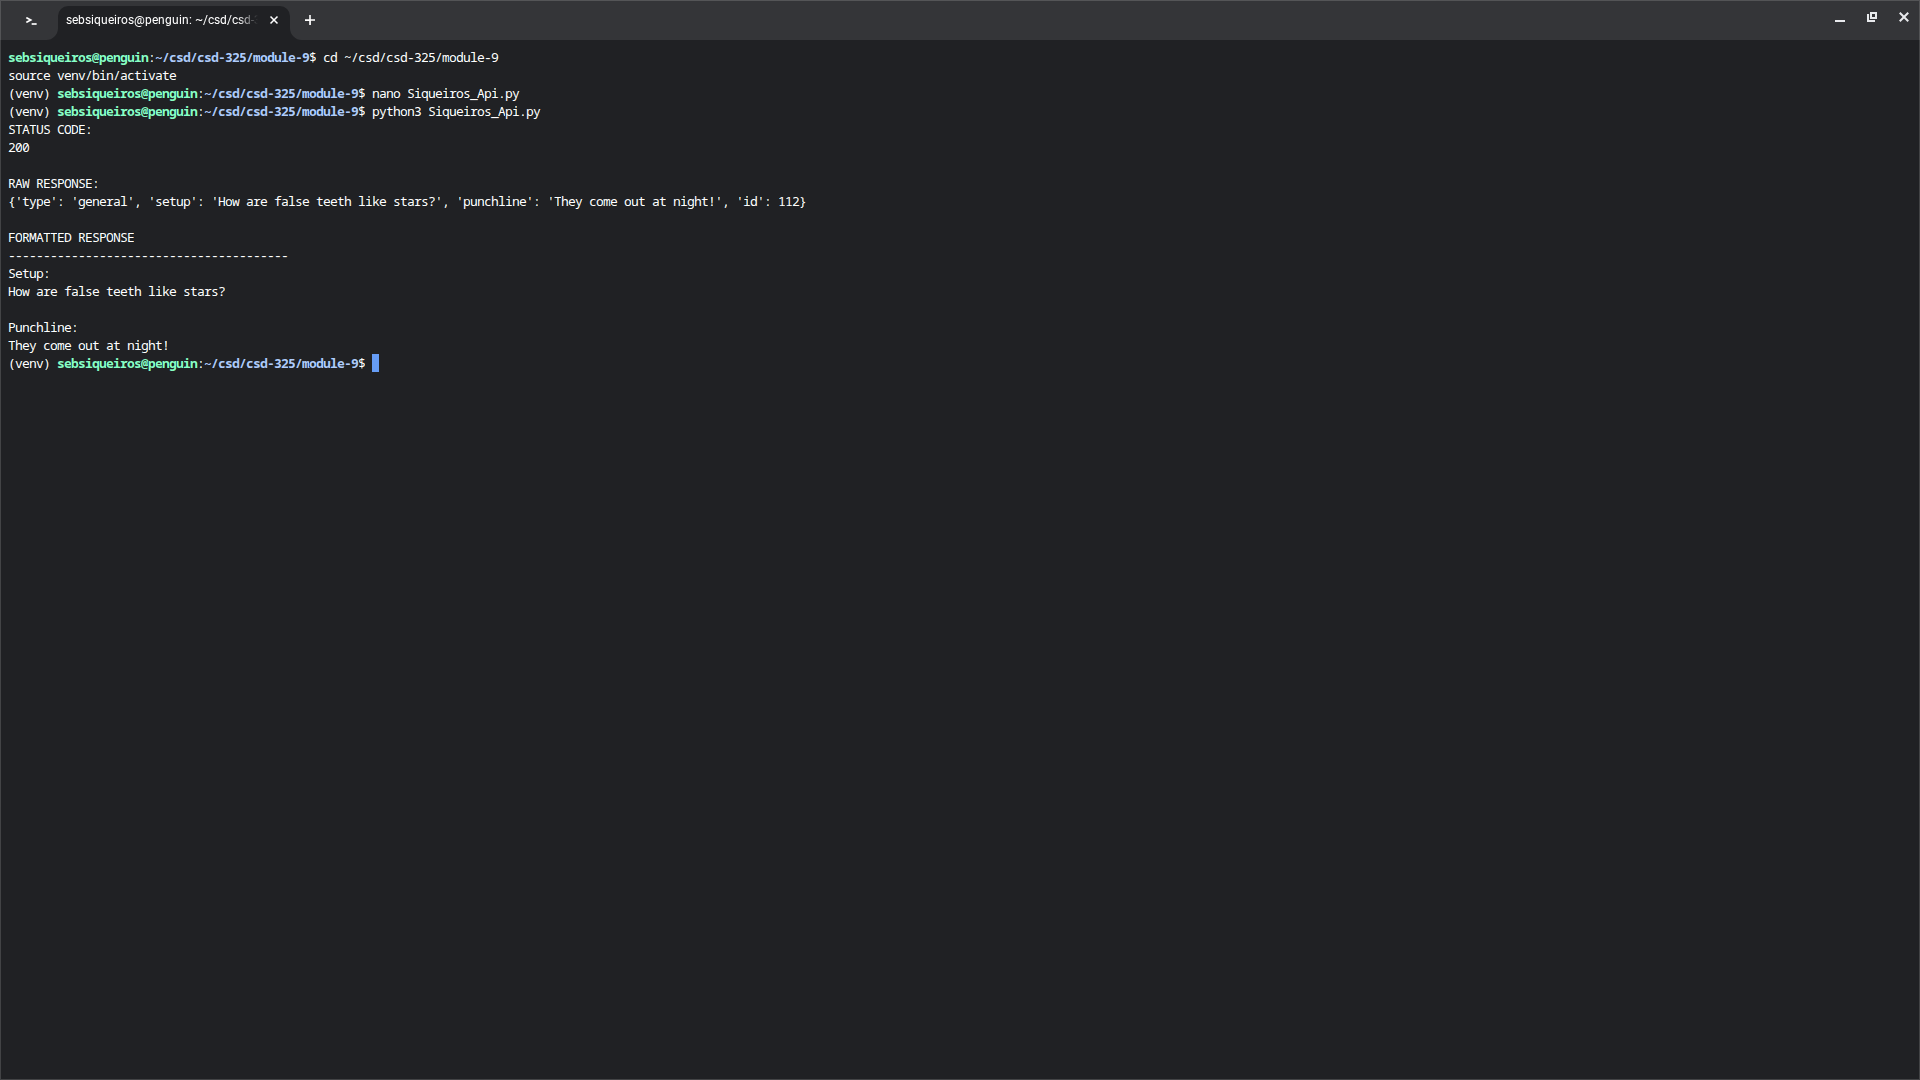 >_ sebsiqueiros@penguin: ~/csd/csd-
sebsiqueiros@penguin:~/csd/csd-325/module-9$ cd ~/csd/csd-325/module-9
source venv/bin/activate
(venv) sebsiqueiros@penguin:~/csd/csd-325/module-9$ nano Siqueiros_Api.py
(venv) sebsiqueiros@penguin:~/csd/csd-325/module-9$ python3 Siqueiros_Api.py
STATUS CODE:
200
RAW RESPONSE:
{'type': 'general', 'setup': 'How are false teeth like stars?', 'punchline': 'They come out at night!', 'id': 112}
FORMATTED RESPONSE
----------------------------------------
Setup:
How are false teeth like stars?
Punchline:
They come out at night!
(venv) sebsiqueiros@penguin:~/csd/csd-325/module-9$